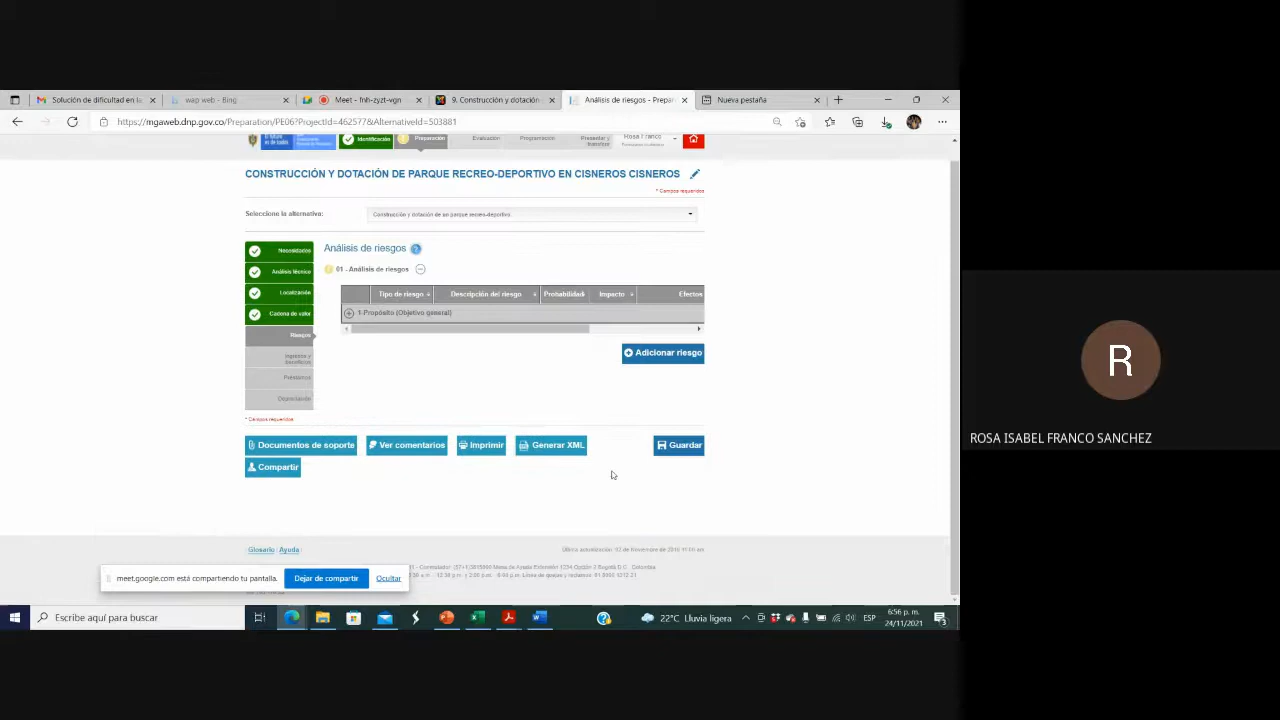 Solución de dificultad en la
wap web - Bing
Meet - fnh-zyzt-vgn
9. Construcción y dotación
Análisis de riesgos - Prepar
Nueva pestaña
https://mgaweb.dnp.gov.co/Preparation/PE06?ProjectId=462577&AlternativeId=503881
El futuro
es de todos
Identificación
Preparación
Evaluación
Programación
Presentar y
transferir
Rosa Franco
CONSTRUCCIÓN Y DOTACIÓN DE PARQUE RECREO-DEPORTIVO EN CISNEROS CISNEROS
* Campos requeridos
Seleccione la alternativa:
Construcción y dotación de un parque recreo-deportivo
Necesidades
Análisis técnico
Localización
Cadena de valor
Riesgos
Ingresos y
beneficios
Préstamos
Depreciación
Análisis de riesgos
01 - Análisis de riesgos
Tipo de riesgo
Descripción del riesgo
Probabilidad
Impacto
Efectos
1-Propósito (Objetivo general)
Adicionar riesgo
* Campos requeridos
Documentos de soporte
Ver comentarios
Imprimir
Generar XML
Guardar
Compartir
Glosario
Ayuda
meet.google.com está compartiendo tu pantalla.
Dejar de compartir
Ocultar
Escribe aquí para buscar
22°C Lluvia ligera
ESP
6:56 p. m.
24/11/2021
3
R
ROSA ISABEL FRANCO SANCHEZ